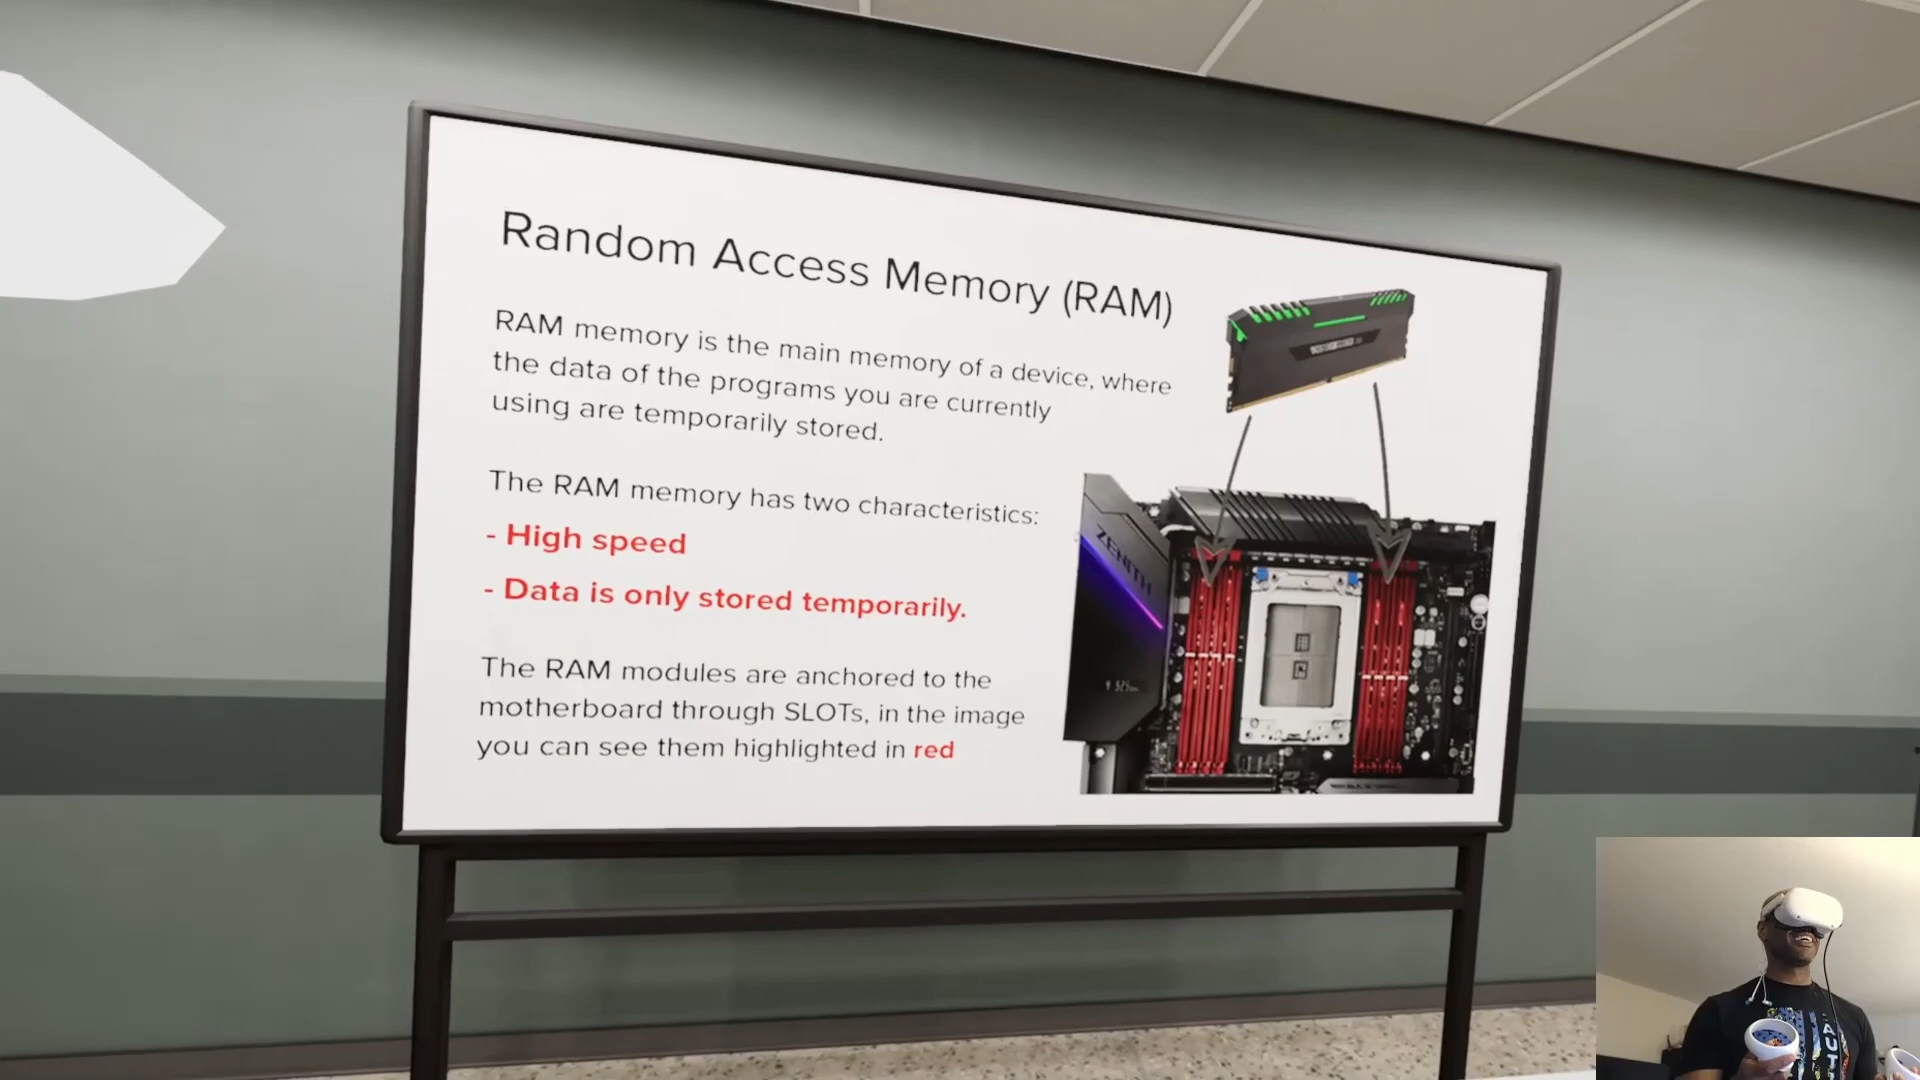 Random Access Memory (RAM)
RAM memory is the main memory of a device, where
the data of the programs you are currently
using are temporarily stored.
The RAM memory has two characteristics:
- High speed
- Data is only stored temporarily.
The RAM modules are anchored to the
motherboard through SLOTs, in the image
you can see them highlighted in red
ZENITH